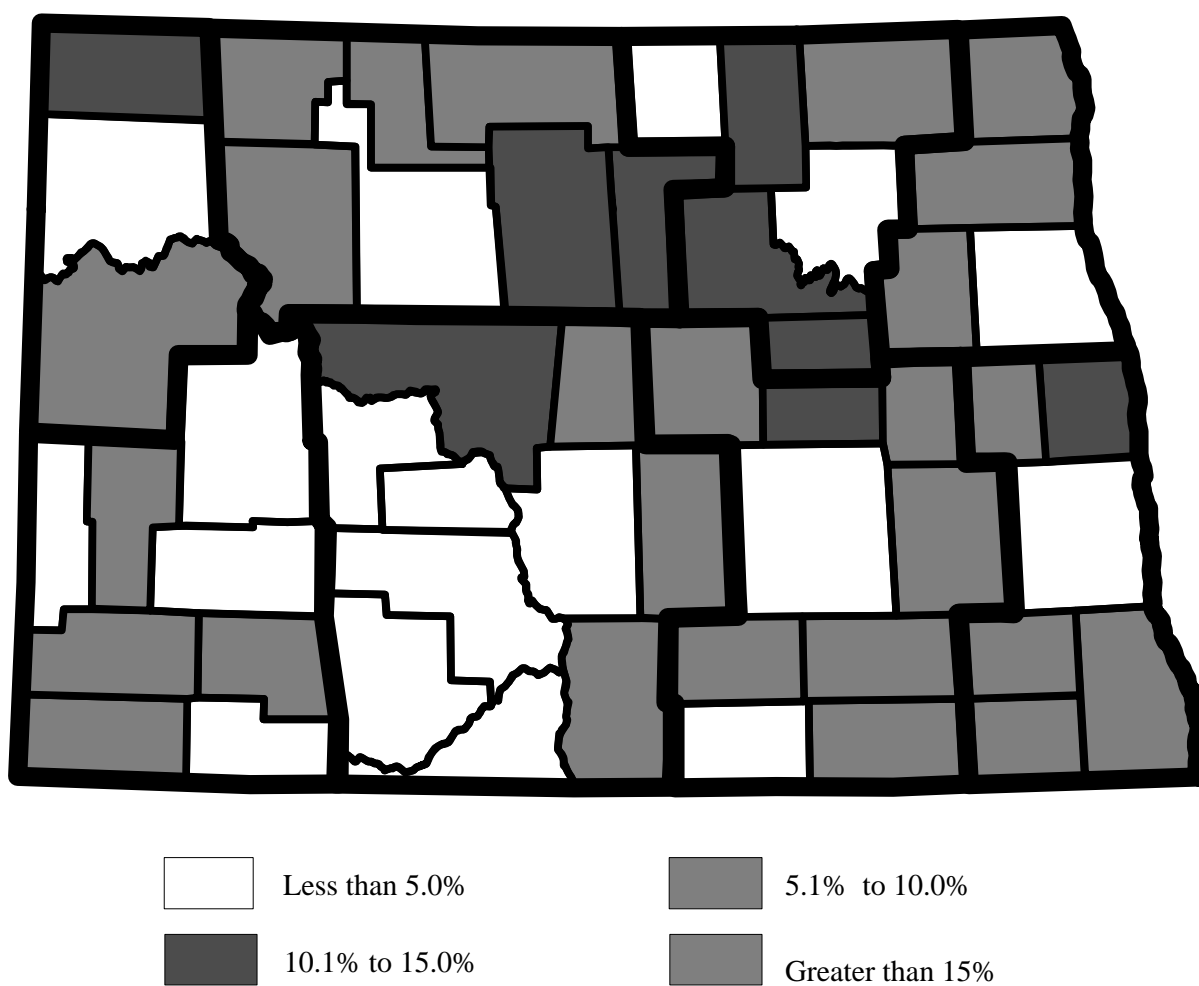 Less than 5.0%
5.1% to 10.0%
10.1% to 15.0%
Greater than 15%